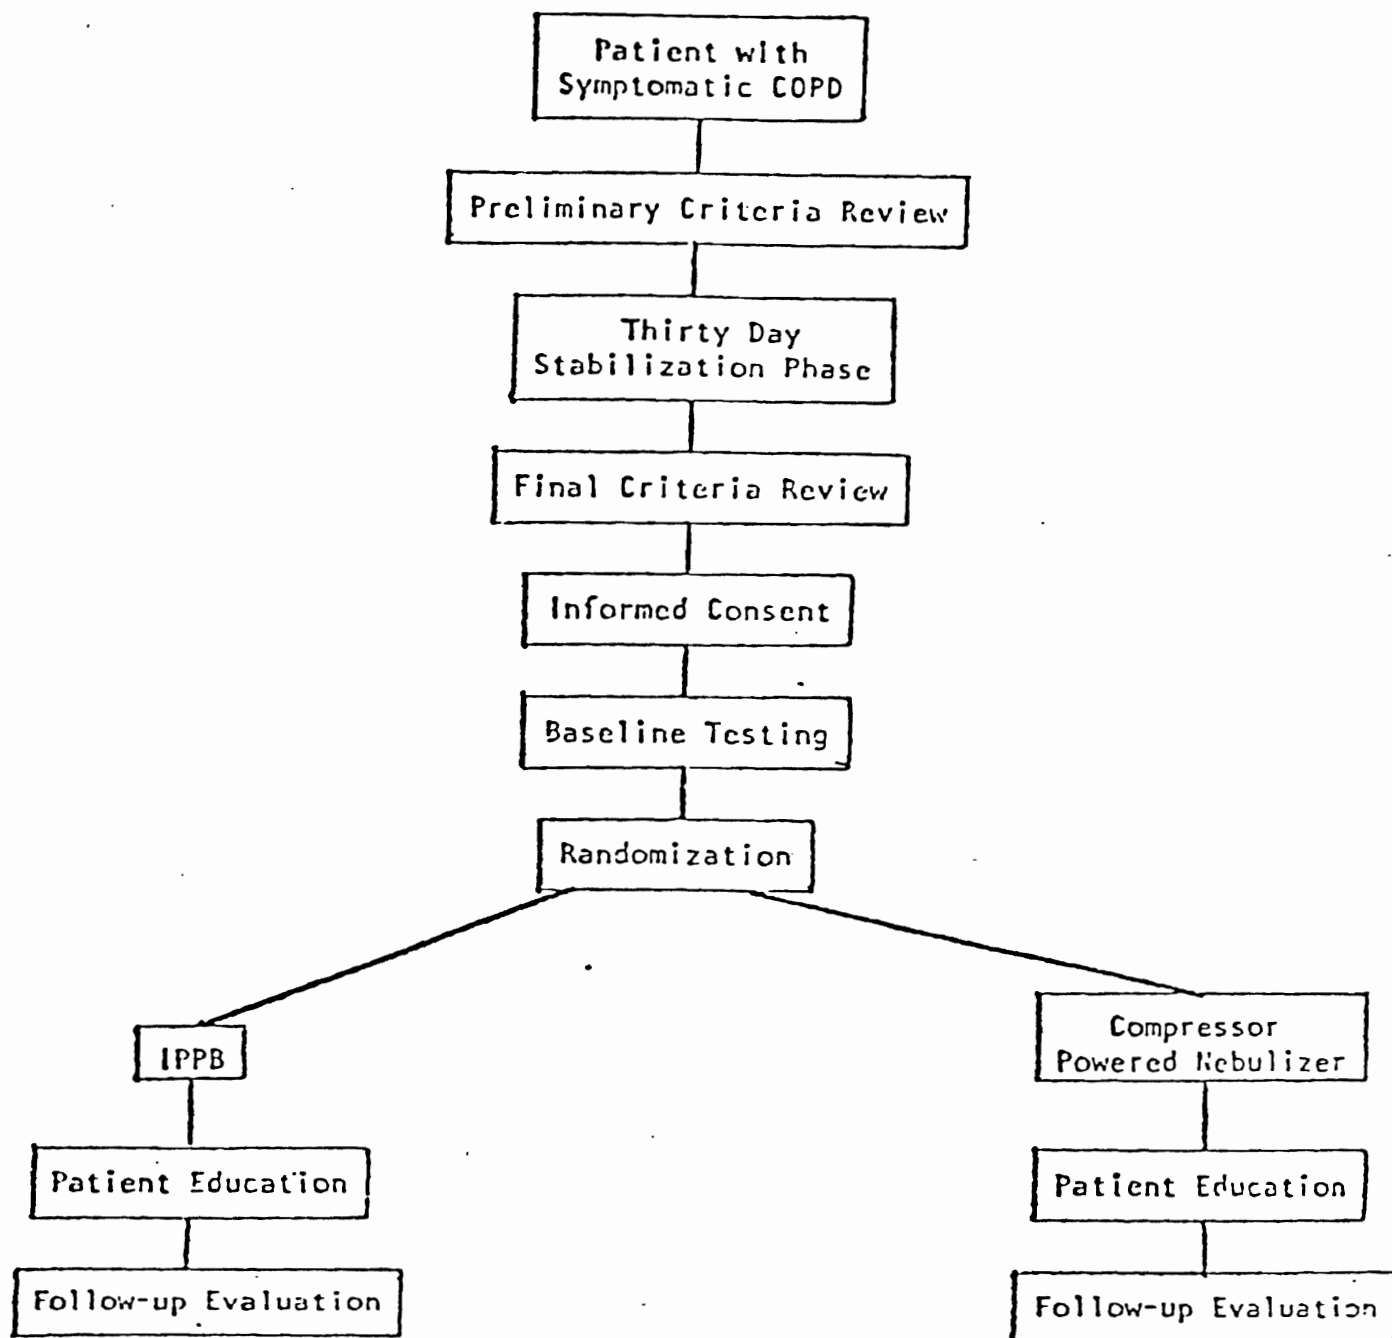 Patient with
Symptomatic COPD
Preliminary Criteria Review
Thirty Day
Stabilization Phase
Final Criteria Review
Informed Consent
Baseline Testing
Randomization
IPPB
Compressor
Powered Nebulizer
Patient Education
Patient Education
Follow-up Evaluation
Follow-up Evaluation